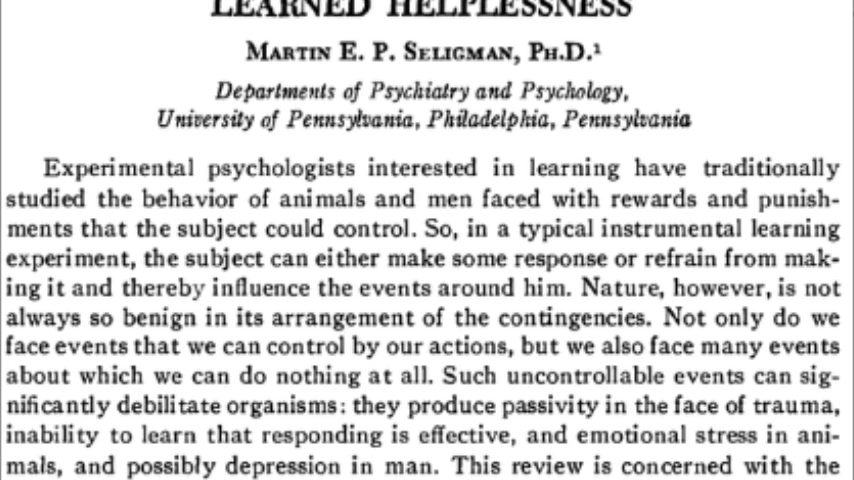 LEARNED HELPLESSNESS
MARTIN E. P. SELIGMAN, PH.D.¹
Departments of Psychiatry and Psychology,
University of Pennsylvania, Philadelphia, Pennsylvania
Experimental psychologists interested in learning have traditionally
studied the behavior of animals and men faced with rewards and punish-
ments that the subject could control. So, in a typical instrumental learning
experiment, the subject can either make some response or refrain from mak-
ing it and thereby influence the events around him. Nature, however, is not
always so benign in its arrangement of the contingencies. Not only do we
face events that we can control by our actions, but we also face many events
about which we can do nothing at all. Such uncontrollable events can sig-
nificantly debilitate organisms: they produce passivity in the face of trauma,
inability to learn that responding is effective, and emotional stress in ani-
mals, and possibly depression in man. This review is concerned with the